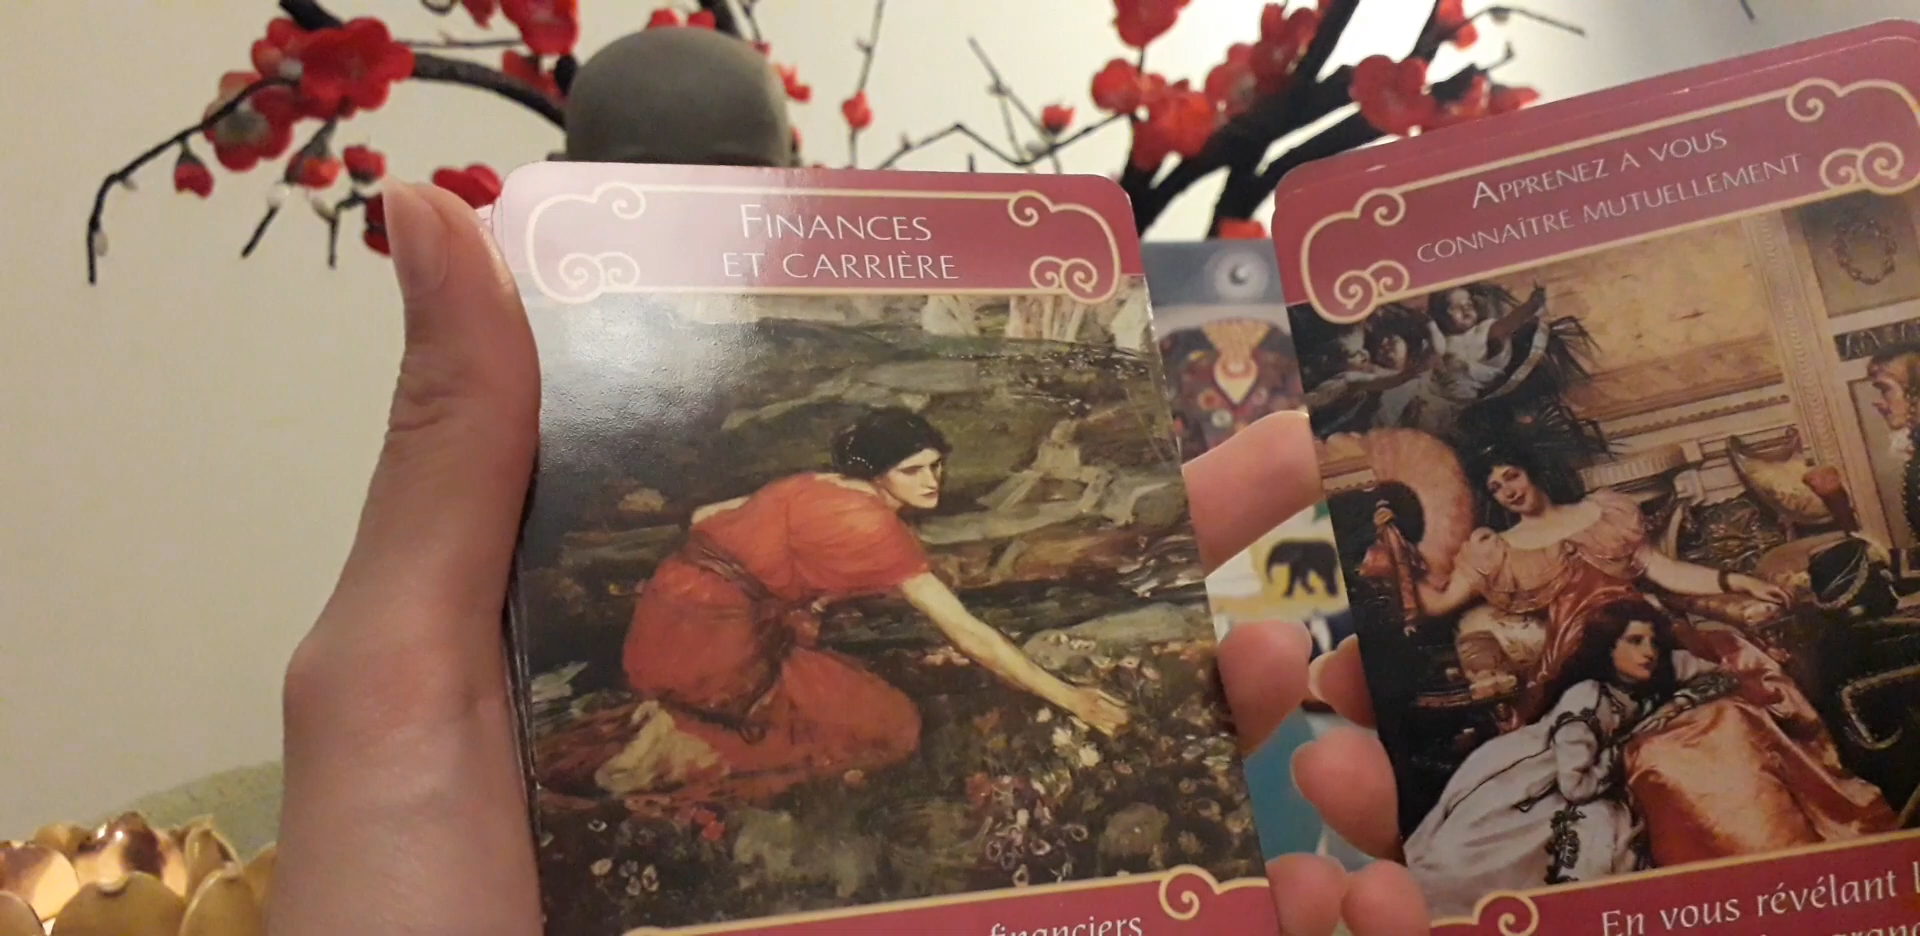 FINANCES
ET CARRIÈRE
financiers
APPRENEZ A VOUS
CONNAÎTRE MUTUELLEMENT
En vous révélant